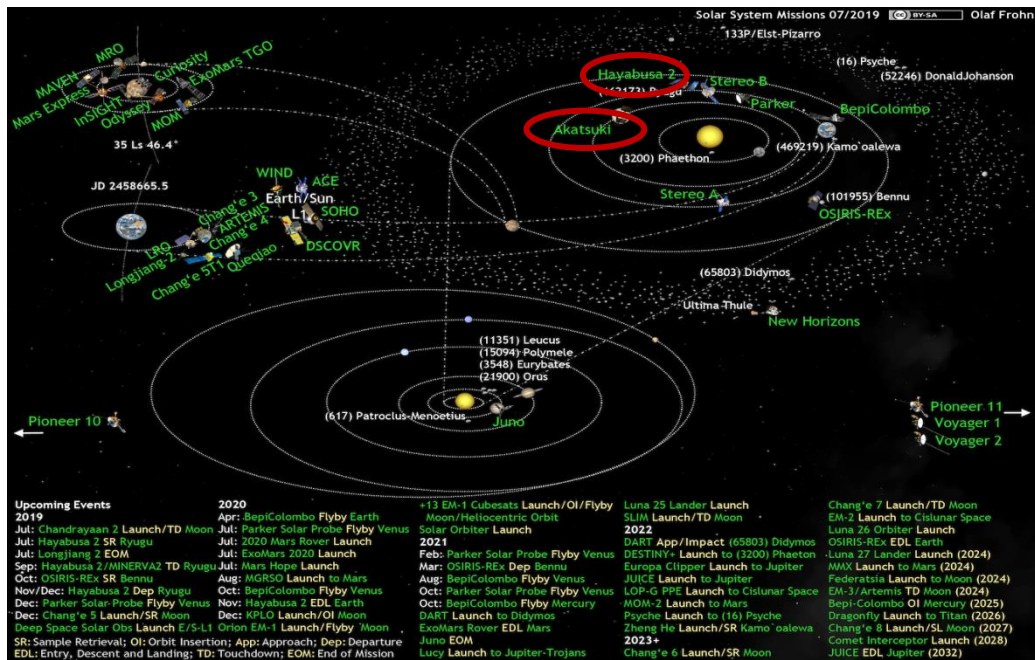 Solar System Missions 07/2019 CC BY-SA Olaf Frohn
133P/Elst-Pizarro
(16) Psyche
(52246) DonaldJohanson
Hayabusa 2
Stereo B
Parker
BepiColombo
Akatsuki
(469219) Kamo`oalewa
(3200) Phaethon
Stereo A
(101955) Bennu
OSIRIS-REx
MRO
MAVEN
Curiosity
ExoMars TGO
Mars Express
InSIGHT
Odyssey
MOM
35 Ls 46.4°
JD 2458665.5
WIND
ACE
Earth/Sun
L1
SOHO
DSCOVR
Chang'e 3
ARTEMIS
Chang'e 4
LRO
Longjiang-2
Chang'e 5T1
Queqiao
(65803) Didymos
Ultima Thule
New Horizons
(11351) Leucus
(15094) Polymele
(3548) Eurybates
(21900) Orus
(617) Patroclus-Menoetius
Juno
Pioneer 10
Pioneer 11
Voyager 1
Voyager 2
Upcoming Events
2019
Jul: Chandrayaan 2 Launch/TD Moon
Jul: Hayabusa 2 SR Ryugu
Jul: Longjiang 2 EOM
Sep: Hayabusa 2/MINERVA2 TD Ryugu
Oct: OSIRIS-REx SR Bennu
Nov/Dec: Hayabusa 2 Dep Ryugu
Dec: Parker Solar Probe Flyby Venus
Dec: Chang'e 5 Launch/SR Moon
Deep Space Solar Obs Launch E/S-L1
2020
Apr: BepiColombo Flyby Earth
Jul: Parker Solar Probe Flyby Venus
Jul: 2020 Mars Rover Launch
Jul: ExoMars 2020 Launch
Jul: Mars Hope Launch
Aug: MGRSO Launch to Mars
Oct: BepiColombo Flyby Venus
Nov: Hayabusa 2 EDL Earth
Dec: KPLO Launch/OI Moon
Orion EM-1 Launch/Flyby Moon
+13 EM-1 Cubesats Launch/OI/Flyby
Moon/Heliocentric Orbit
Solar Orbiter Launch
2021
Feb: Parker Solar Probe Flyby Venus
Mar: OSIRIS-REx Dep Bennu
Aug: BepiColombo Flyby Venus
Oct: Parker Solar Probe Flyby Venus
Oct: BepiColombo Flyby Mercury
DART Launch to Didymos
ExoMars Rover EDL Mars
Juno EOM
Lucy Launch to Jupiter-Trojans
Luna 25 Lander Launch
SLIM Launch/TD Moon
2022
DART App/Impact (65803) Didymos
DESTINY+ Launch to (3200) Phaeton
Europa Clipper Launch to Jupiter
JUICE Launch to Jupiter
LOP-G PPE Launch to Cislunar Space
MOM-2 Launch to Mars
Psyche Launch to (16) Psyche
Zheng He Launch/SR Kamo`oalewa
2023+
Chang'e 6 Launch/SR Moon
Chang'e 7 Launch/TD Moon
EM-2 Launch to Cislunar Space
Luna 26 Orbiter Launch
OSIRIS-REx EDL Earth
Luna 27 Lander Launch (2024)
MMX Launch to Mars (2024)
Federatsia Launch to Moon (2024)
EM-3/Artemis TD Moon (2024)
Bepi-Colombo OI Mercury (2025)
Dragonfly Launch to Titan (2026)
Chang'e 8 Launch/SL Moon (2027)
Comet Interceptor Launch (2028)
JUICE EDL Jupiter (2032)
SR: Sample Retrieval; OI: Orbit Insertion; App: Approach; Dep: Departure
EDL: Entry, Descent and Landing; TD: Touchdown; EOM: End of Mission